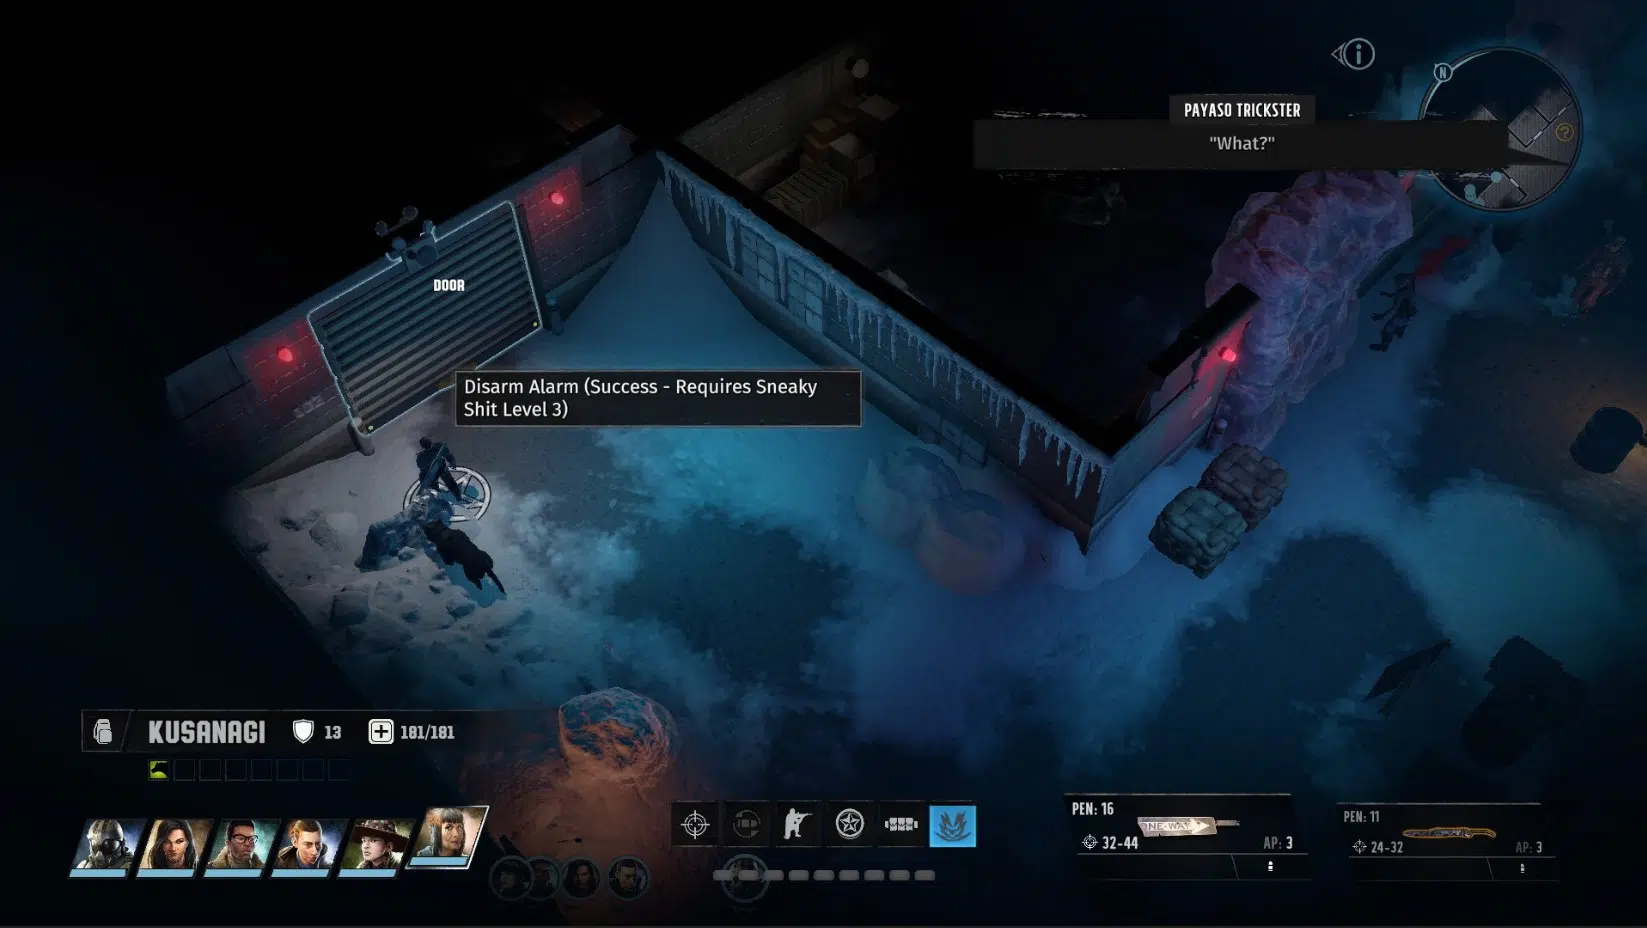 N
PAYASO TRICKSTER
"What?"
?
DOOR
Disarm Alarm (Success - Requires Sneaky
Shit Level 3)
KUSANAGI
13
181/181
PEN: 16
32-44
AP: 3
PEN: 11
24-32
AP: 3